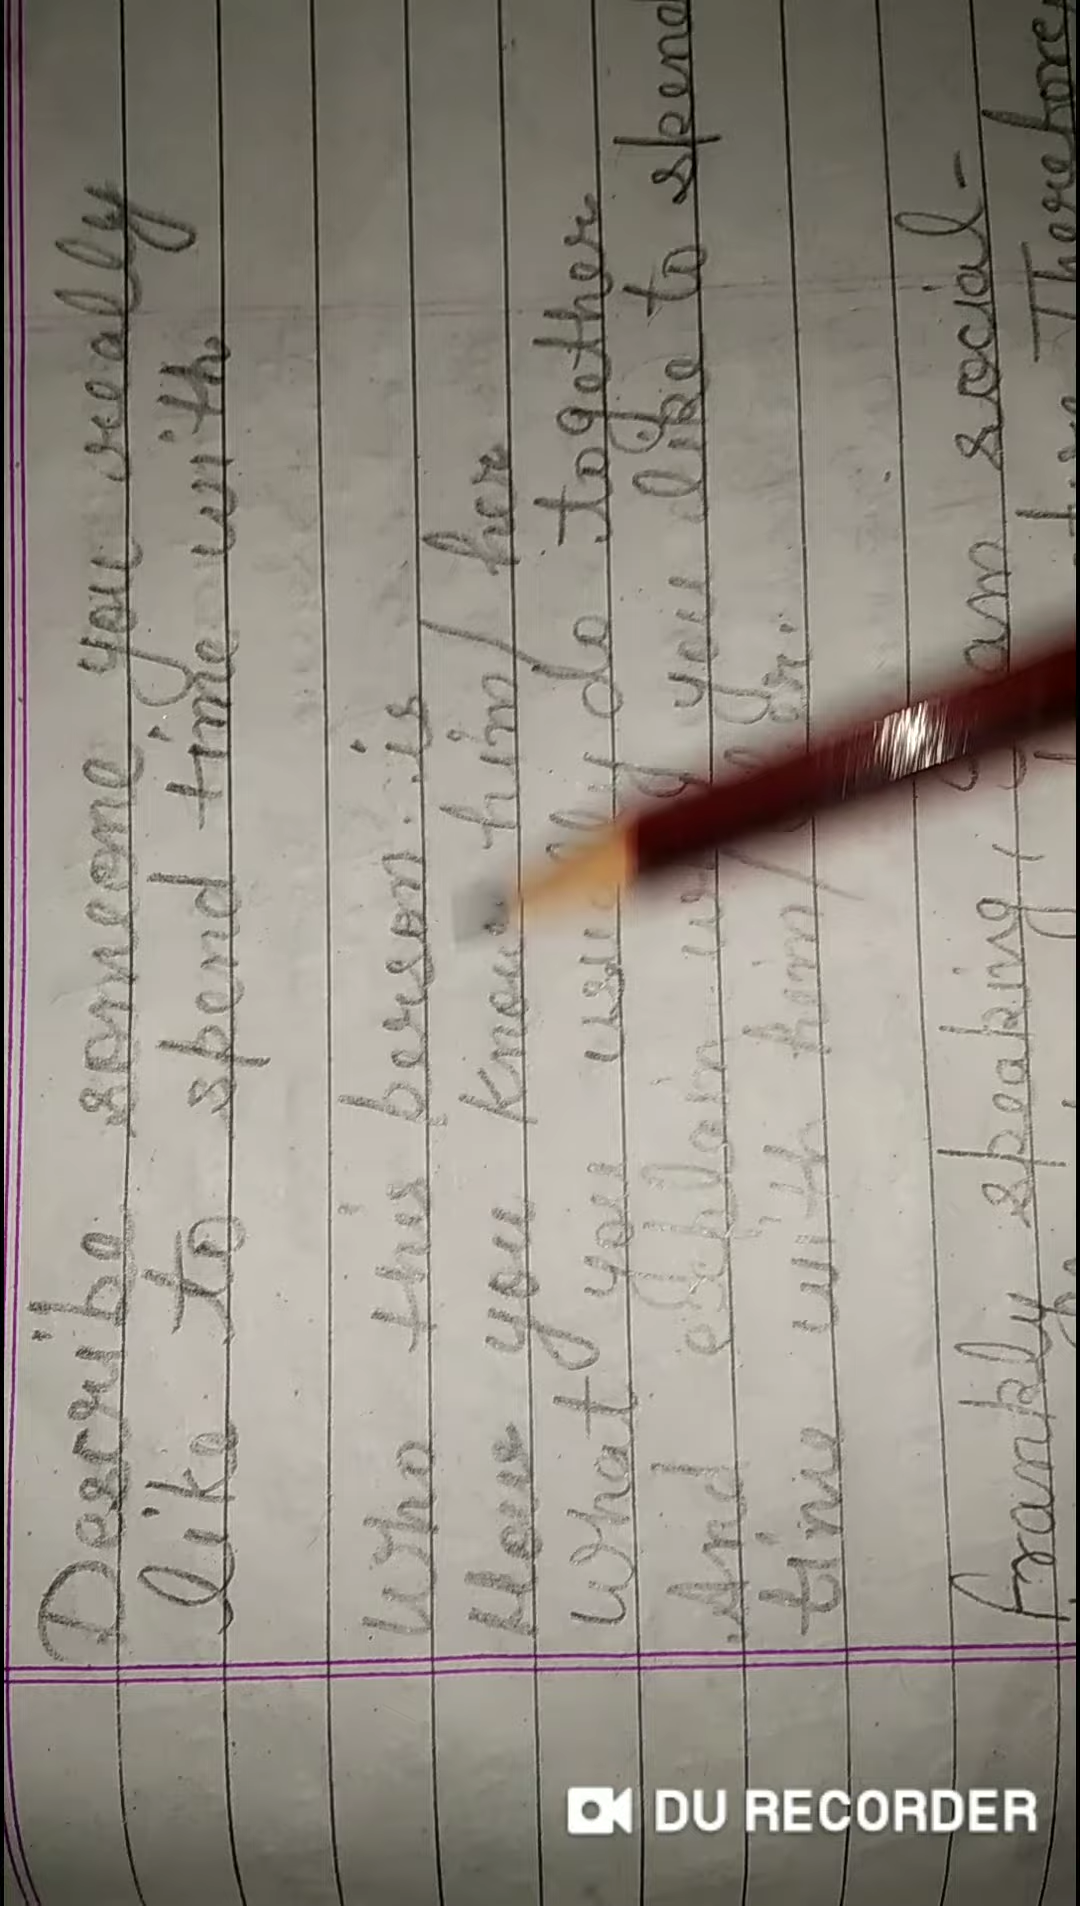 Describe someone you really
like to spend time with
Who this person is
How you know him/her
What you usually do together
And explain why you like to spend
time with him/her.
Frankly speaking, I am social-
Therefore,
DU RECORDER